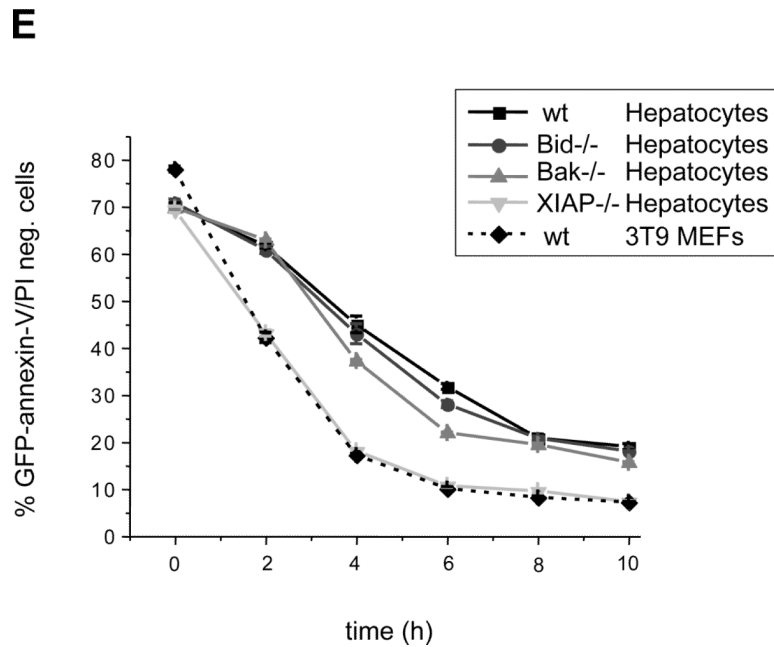 E
wt Hepatocytes
Bid-/- Hepatocytes
Bak-/- Hepatocytes
XIAP-/- Hepatocytes
wt 3T9 MEFs
% GFP-annexin-V/PI neg. cells
80
70
60
50
40
30
20
10
0
0 2 4 6 8 10
time (h)